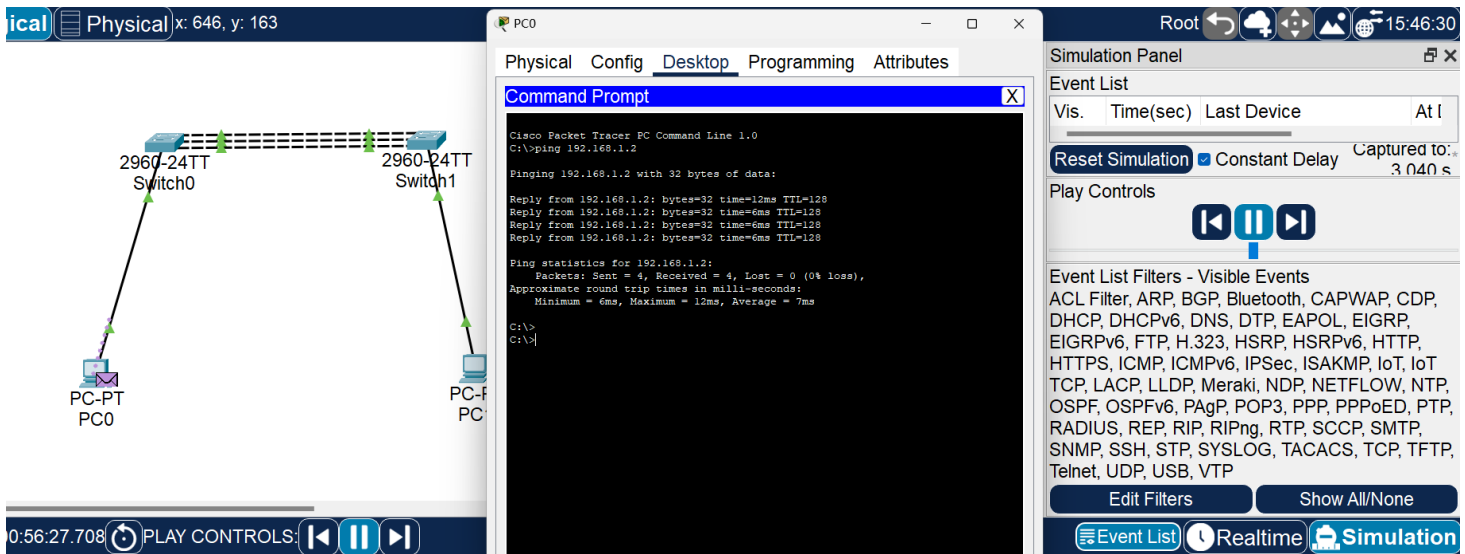 ical)
Physical
x: 646, y: 163
2960-24TT
Switch0
2960-24TT
Switch1
PC-PT
PC0
PC-P
PC1
0:56:27.708
PLAY CONTROLS:
PC0
Physical
Config
Desktop
Programming
Attributes
Command Prompt
X
Cisco Packet Tracer PC Command Line 1.0
C:\>ping 192.168.1.2
Pinging 192.168.1.2 with 32 bytes of data:
Reply from 192.168.1.2: bytes=32 time=12ms TTL=128
Reply from 192.168.1.2: bytes=32 time=6ms TTL=128
Reply from 192.168.1.2: bytes=32 time=6ms TTL=128
Reply from 192.168.1.2: bytes=32 time=6ms TTL=128
Ping statistics for 192.168.1.2:
Packets: Sent = 4, Received = 4, Lost = 0 (0% loss),
Approximate round trip times in milli-seconds:
Minimum = 6ms, Maximum = 12ms, Average = 7ms
C:\>
C:\>
Root
15:46:30
Simulation Panel
Event List
Vis. Time(sec) Last Device At D
Reset Simulation
Constant Delay
Captured to:
3.040 s
Play Controls
Event List Filters - Visible Events
ACL Filter, ARP, BGP, Bluetooth, CAPWAP, CDP,
DHCP, DHCPv6, DNS, DTP, EAPOL, EIGRP,
EIGRPv6, FTP, H.323, HSRP, HSRPv6, HTTP,
HTTPS, ICMP, ICMPv6, IPSec, ISAKMP, IoT, IoT
TCP, LACP, LLDP, Meraki, NDP, NETFLOW, NTP,
OSPF, OSPFv6, PAgP, POP3, PPP, PPPoED, PTP,
RADIUS, REP, RIP, RIPng, RTP, SCCP, SMTP,
SNMP, SSH, STP, SYSLOG, TACACS, TCP, TFTP,
Telnet, UDP, USB, VTP
Edit Filters
Show All/None
Event List
Realtime
Simulation